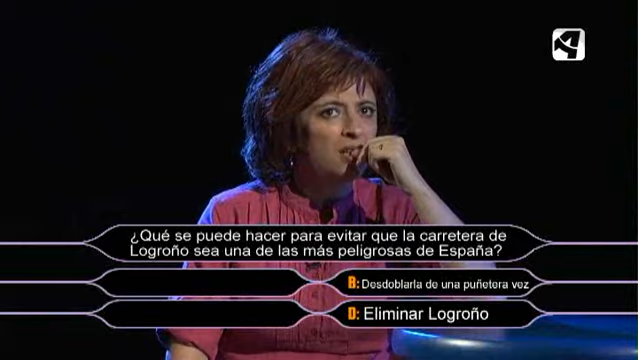 ¿Qué se puede hacer para evitar que la carretera de
Logroño sea una de las más peligrosas de España?
B: Desdoblarla de una puñetera vez
D: Eliminar Logroño